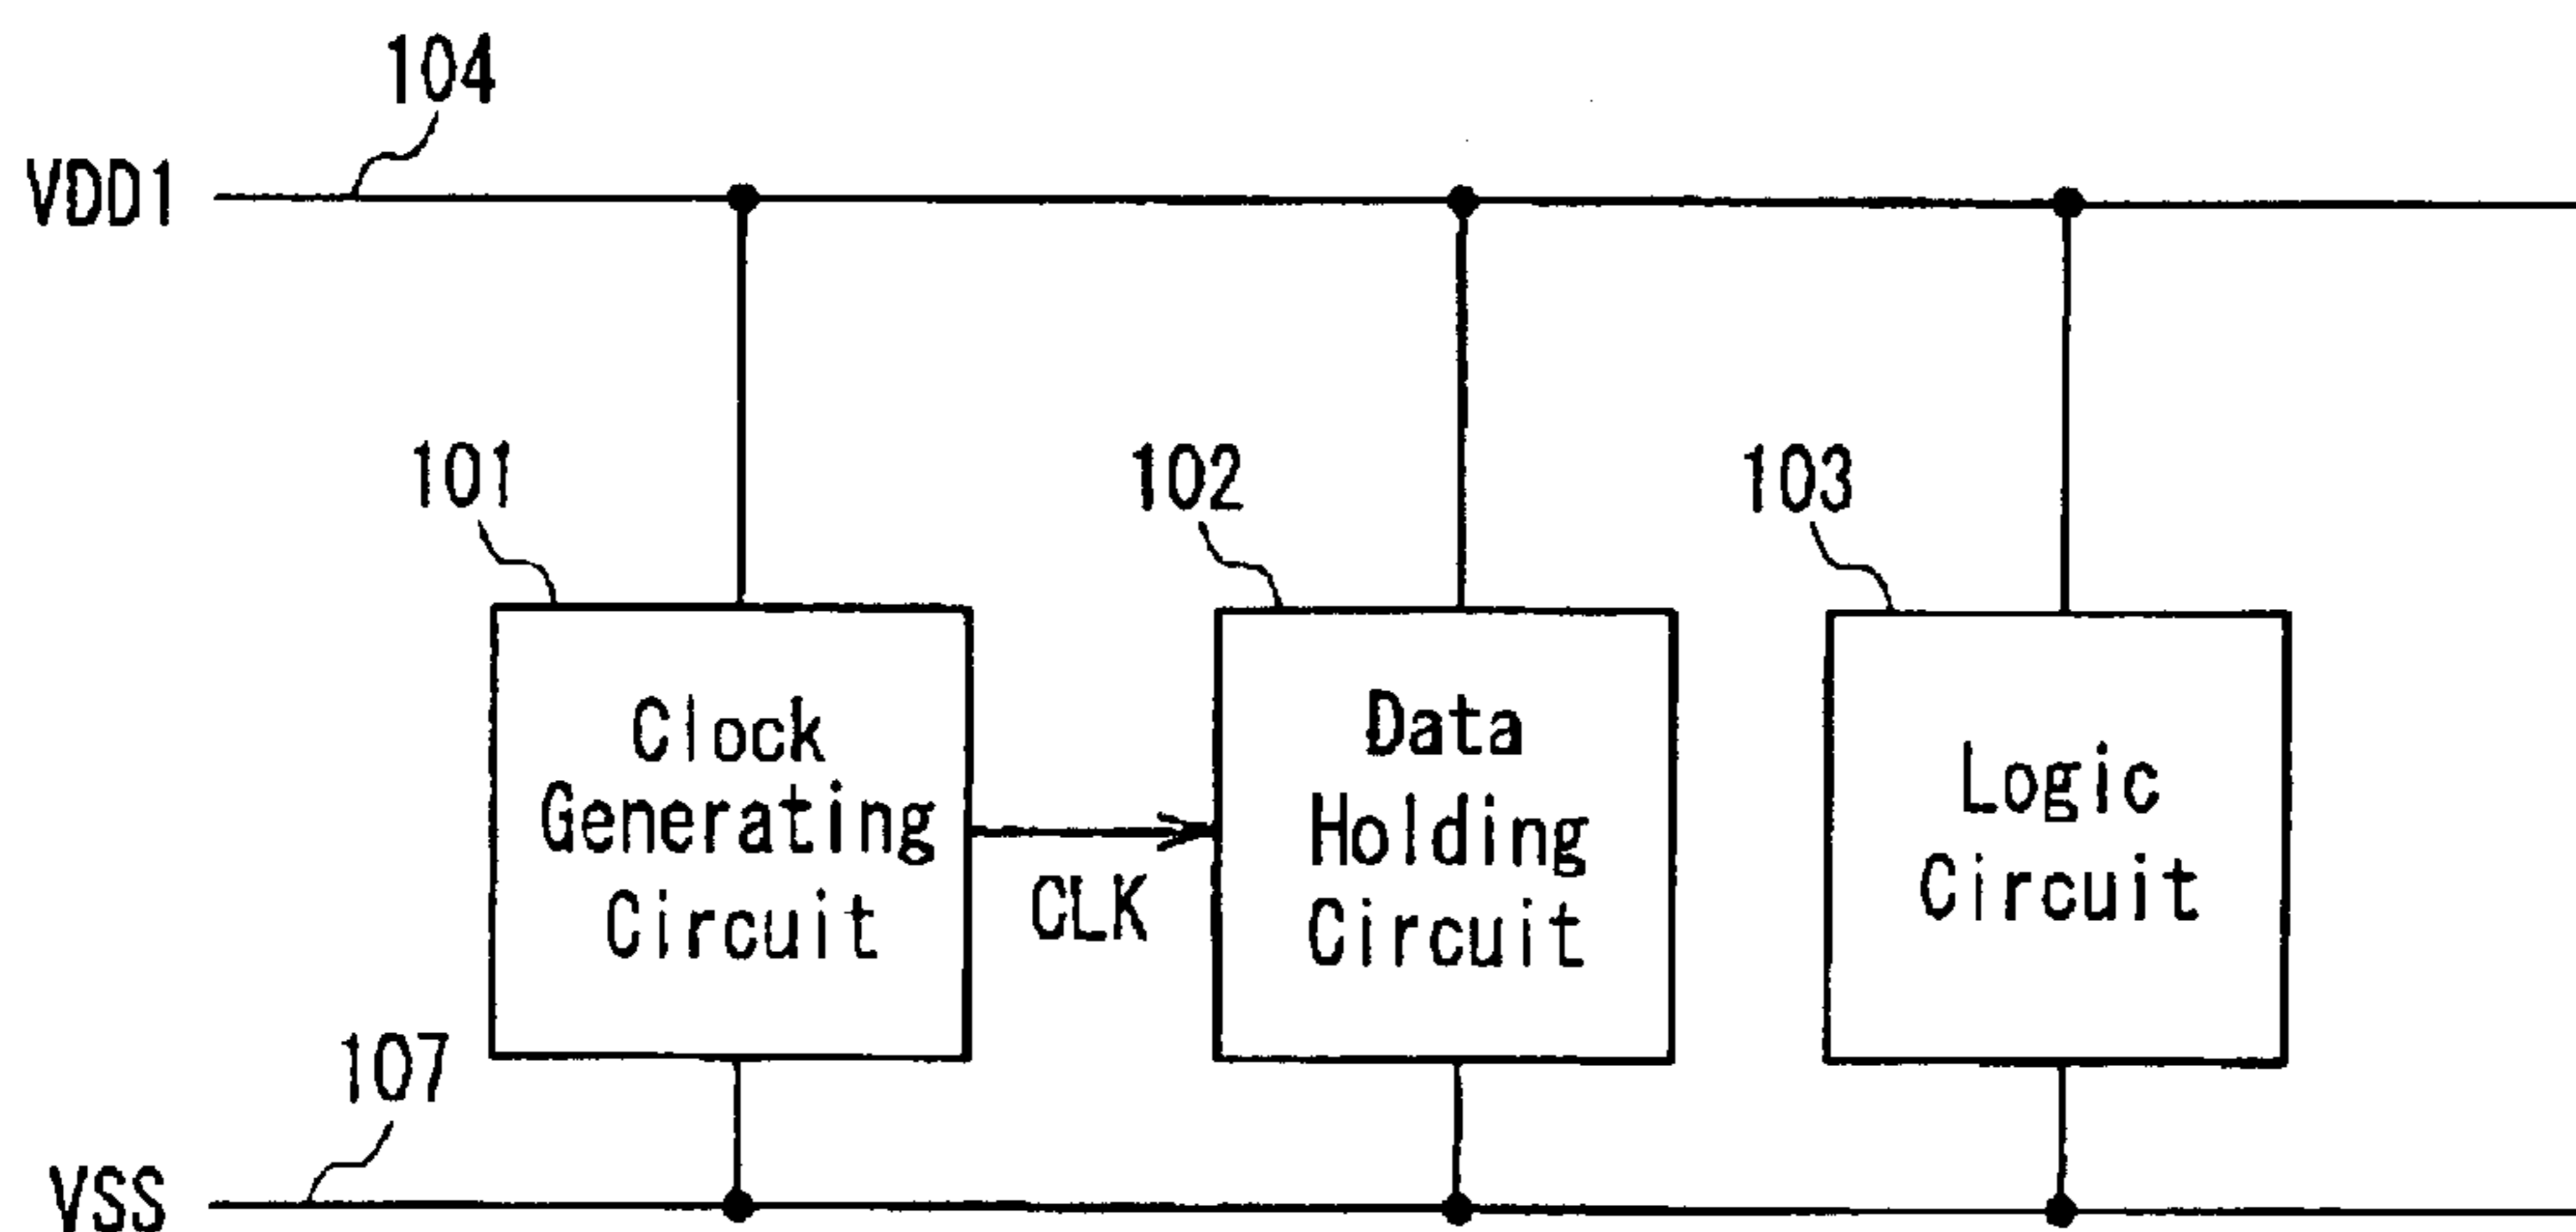 104
VDD1
101
102
103
Clock
Generating
Circuit
CLK
Data
Holding
Circuit
Logic
Circuit
107
VSS